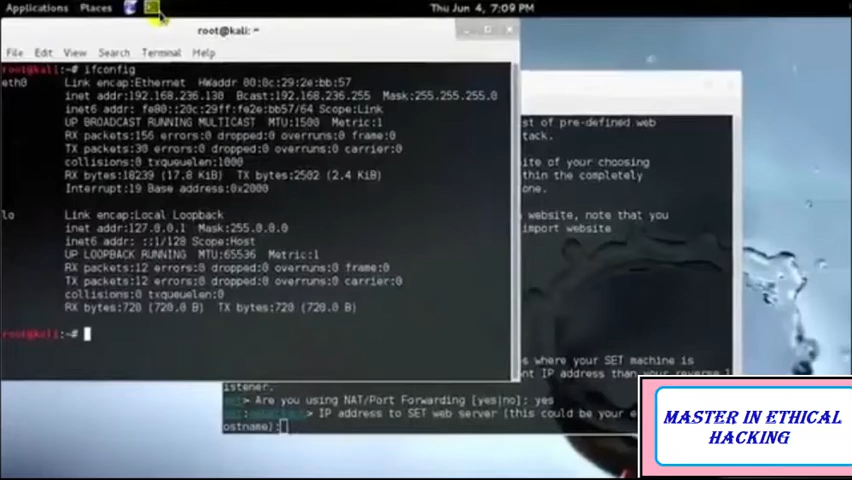 Applications Places Thu Jun 4, 7:09 PM
root@kali: ~
File Edit View Search Terminal Help
root@kali:~# ifconfig
eth0 Link encap:Ethernet HWaddr 00:0c:29:2e:bb:57
inet addr:192.168.236.130 Bcast:192.168.236.255 Mask:255.255.255.0
inet6 addr: fe80::20c:29ff:fe2e:bb57/64 Scope:Link
UP BROADCAST RUNNING MULTICAST MTU:1500 Metric:1
RX packets:156 errors:0 dropped:0 overruns:0 frame:0
TX packets:30 errors:0 dropped:0 overruns:0 carrier:0
collisions:0 txqueuelen:1000
RX bytes:18239 (17.8 KiB) TX bytes:2502 (2.4 KiB)
Interrupt:19 Base address:0x2000
lo Link encap:Local Loopback
inet addr:127.0.0.1 Mask:255.0.0.0
inet6 addr: ::1/128 Scope:Host
UP LOOPBACK RUNNING MTU:65536 Metric:1
RX packets:12 errors:0 dropped:0 overruns:0 frame:0
TX packets:12 errors:0 dropped:0 overruns:0 carrier:0
collisions:0 txqueuelen:0
RX bytes:720 (720.0 B) TX bytes:720 (720.0 B)
root@kali:~#
st of pre-defined web
tack.
ite of your choosing
thin the completely
one.
website, note that you
import website
s where your SET machine is
nt IP address than your reverse l
istener.
> Are you using NAT/Port Forwarding [yes|no]: yes
> IP address to SET web server (this could be your e
ostname):
MASTER IN ETHICAL
HACKING